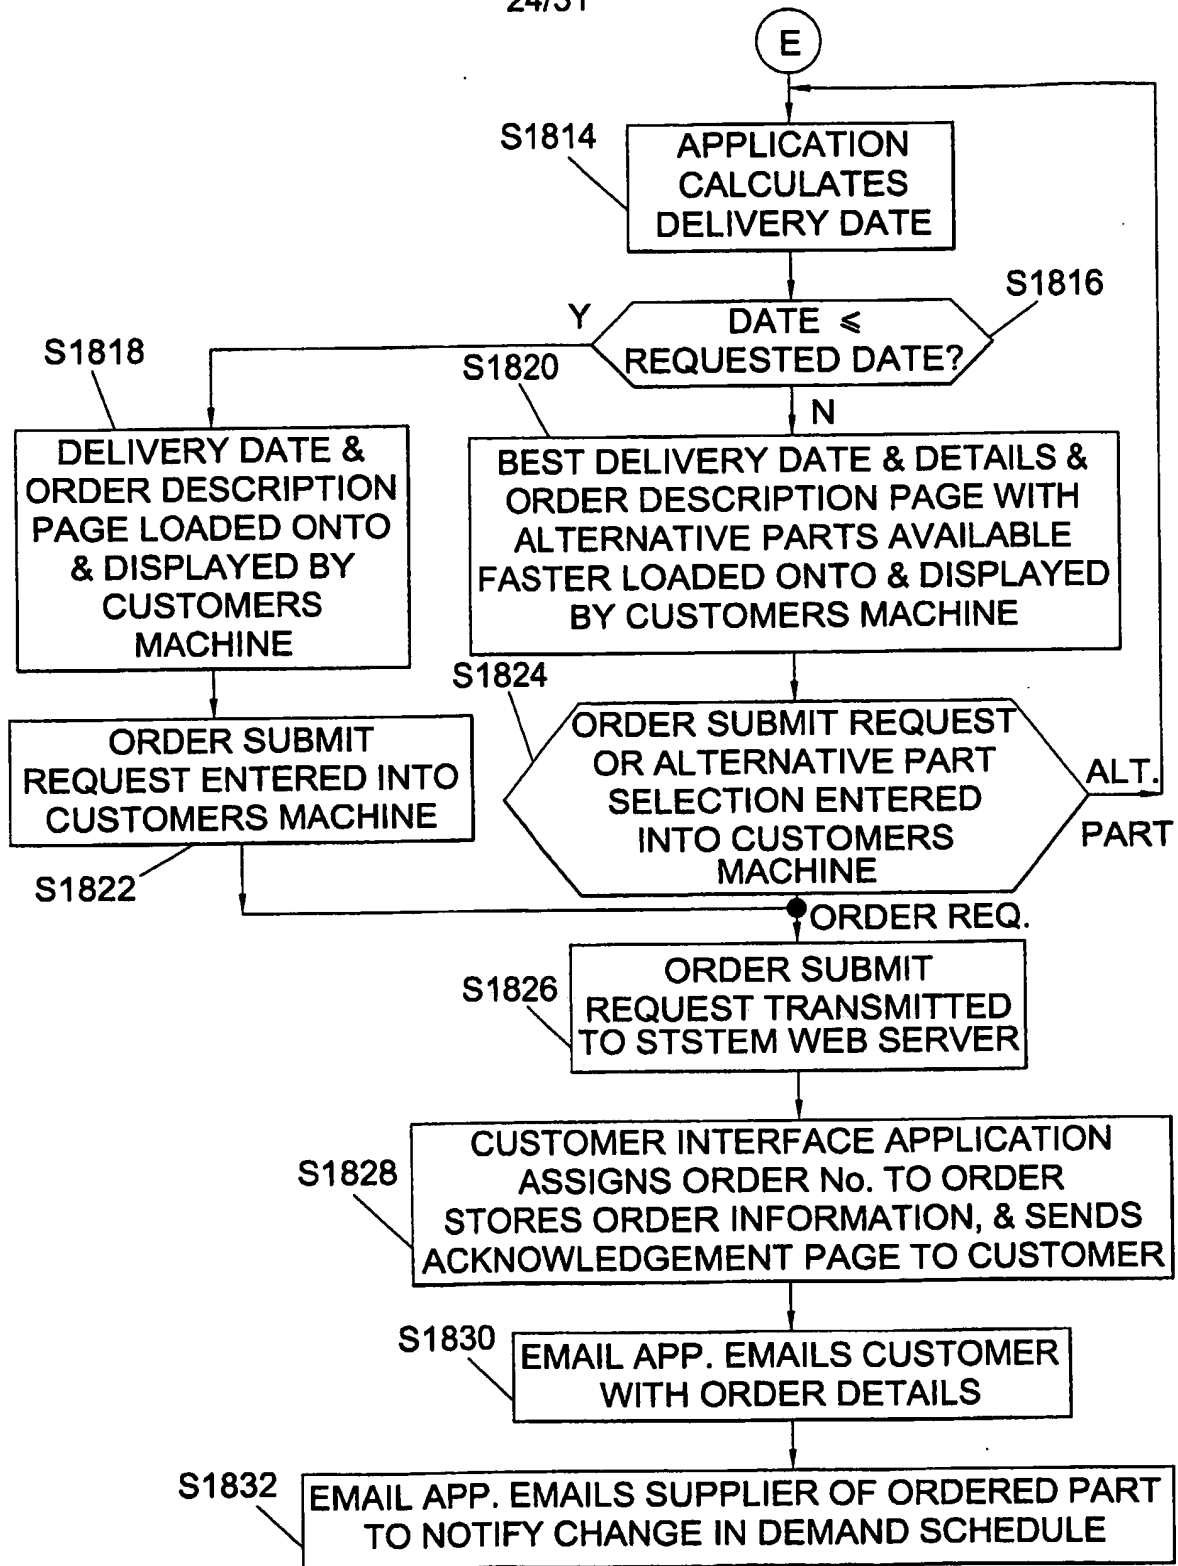 24/31
E
S1814
APPLICATION
CALCULATES
DELIVERY DATE
S1816
DATE ⩽
REQUESTED DATE?
Y
N
S1818
DELIVERY DATE &
ORDER DESCRIPTION
PAGE LOADED ONTO
& DISPLAYED BY
CUSTOMERS
MACHINE
S1820
BEST DELIVERY DATE & DETAILS &
ORDER DESCRIPTION PAGE WITH
ALTERNATIVE PARTS AVAILABLE
FASTER LOADED ONTO & DISPLAYED
BY CUSTOMERS MACHINE
ORDER SUBMIT
REQUEST ENTERED INTO
CUSTOMERS MACHINE
S1822
S1824
ORDER SUBMIT REQUEST
OR ALTERNATIVE PART
SELECTION ENTERED
INTO CUSTOMERS
MACHINE
ALT.
PART
ORDER REQ.
S1826
ORDER SUBMIT
REQUEST TRANSMITTED
TO STSTEM WEB SERVER
S1828
CUSTOMER INTERFACE APPLICATION
ASSIGNS ORDER No. TO ORDER
STORES ORDER INFORMATION, & SENDS
ACKNOWLEDGEMENT PAGE TO CUSTOMER
S1830
EMAIL APP. EMAILS CUSTOMER
WITH ORDER DETAILS
S1832
EMAIL APP. EMAILS SUPPLIER OF ORDERED PART
TO NOTIFY CHANGE IN DEMAND SCHEDULE